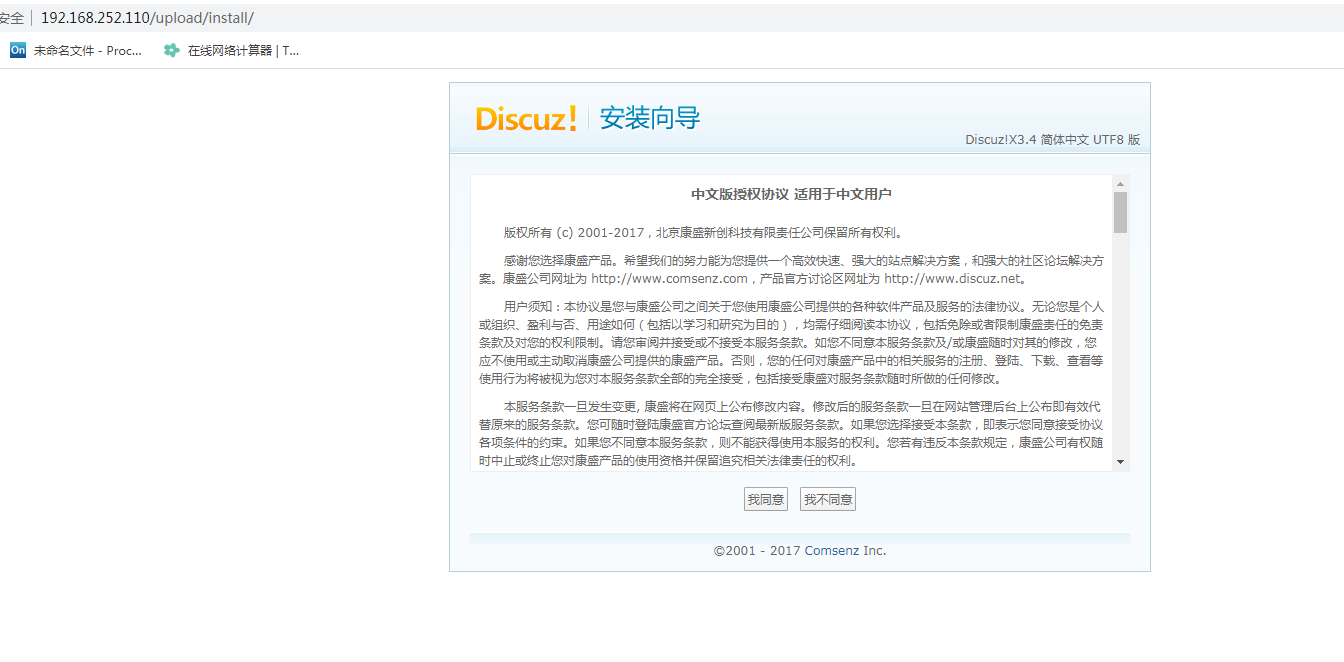 安全 | 192.168.252.110/upload/install/
On 未命名文件 - Proc... 在线网络计算器 | T...
Discuz! 安装向导
Discuz!X3.4 简体中文 UTF8 版
中文版授权协议 适用于中文用户
版权所有 (c) 2001-2017，北京康盛新创科技有限责任公司保留所有权利。
感谢您选择康盛产品。希望我们的努力能为您提供一个高效快速、强大的站点解决方案，和强大的社区论坛解决方
案。康盛公司网址为 http://www.comsenz.com，产品官方讨论区网址为 http://www.discuz.net。
用户须知：本协议是您与康盛公司之间关于您使用康盛公司提供的各种软件产品及服务的法律协议。无论您是个人
或组织、盈利与否、用途如何（包括以学习和研究为目的），均需仔细阅读本协议，包括免除或者限制康盛责任的免责
条款及对您的权利限制。请您审阅并接受或不接受本服务条款。如您不同意本服务条款及/或康盛随时对其的修改，您
应不使用或主动取消康盛公司提供的康盛产品。否则，您的任何对康盛产品中的相关服务的注册、登陆、下载、查看等
使用行为将被视为您对本服务条款全部的完全接受，包括接受康盛对服务条款随时所做的任何修改。
本服务条款一旦发生变更, 康盛将在网页上公布修改内容。修改后的服务条款一旦在网站管理后台上公布即有效代
替原来的服务条款。您可随时登陆康盛官方论坛查阅最新版服务条款。如果您选择接受本条款，即表示您同意接受协议
各项条件的约束。如果您不同意本服务条款，则不能获得使用本服务的权利。您若有违反本条款规定，康盛公司有权随
时中止或终止您对康盛产品的使用资格并保留追究相关法律责任的权利。
我同意 我不同意
©2001 - 2017 Comsenz Inc.